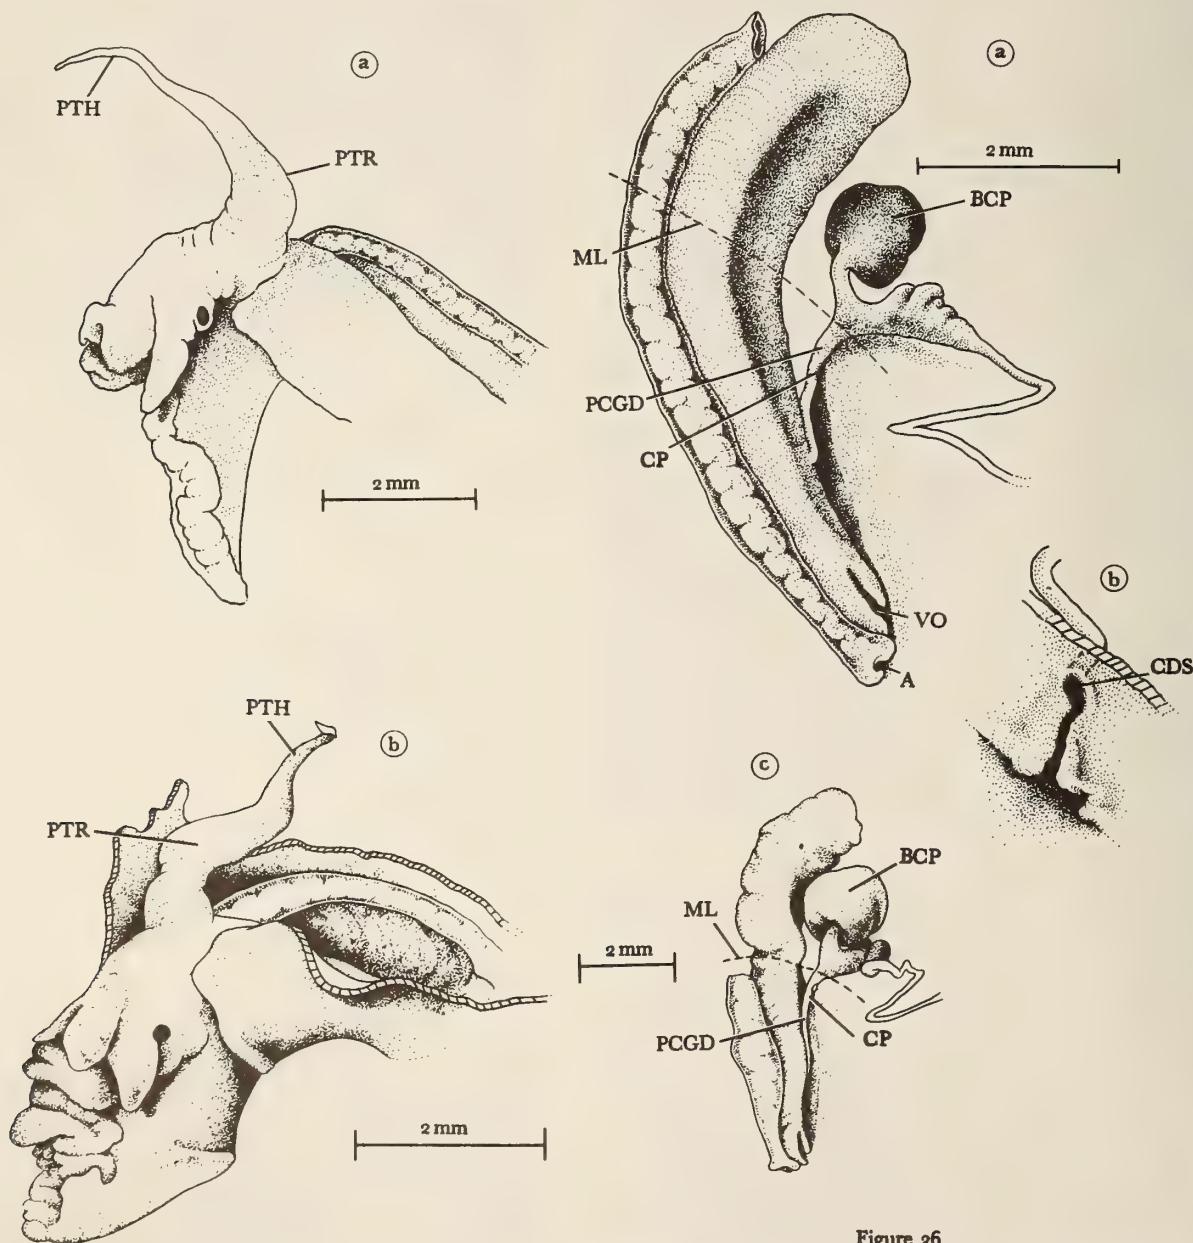 a
PTH
PTR
2 mm
b
PTH
PTR
2 mm
a
2 mm
BCP
ML
PCGD
CP
VO
A
b
CDS
c
BCP
ML
2 mm
PCGD
CP
Figure 26